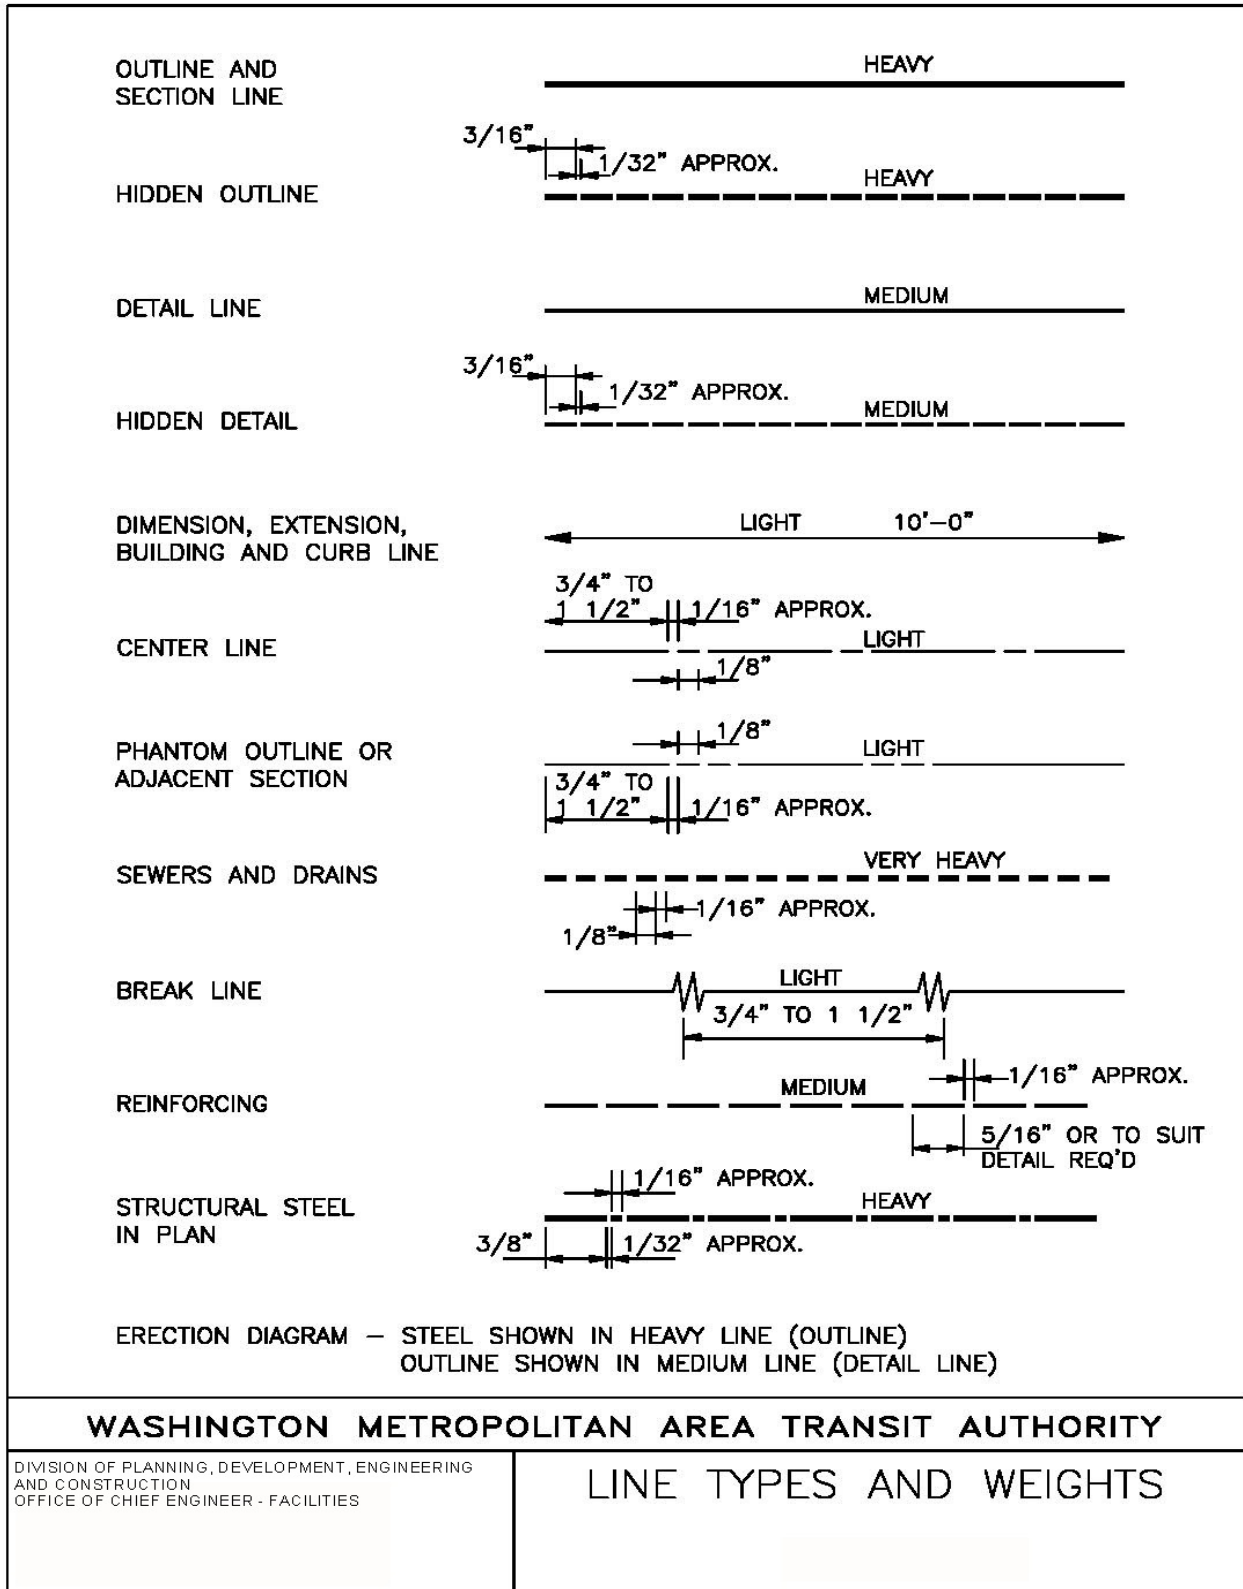 OUTLINE AND
SECTION LINE
HEAVY
3/16"
1/32" APPROX.
HIDDEN OUTLINE
HEAVY
DETAIL LINE
MEDIUM
3/16"
1/32" APPROX.
HIDDEN DETAIL
MEDIUM
DIMENSION, EXTENSION,
BUILDING AND CURB LINE
LIGHT 10'-0"
3/4" TO
1 1/2"
1/16" APPROX.
CENTER LINE
LIGHT
1/8"
PHANTOM OUTLINE OR
ADJACENT SECTION
1/8"
LIGHT
3/4" TO
1 1/2"
1/16" APPROX.
SEWERS AND DRAINS
VERY HEAVY
1/16" APPROX.
1/8"
BREAK LINE
LIGHT
3/4" TO 1 1/2"
REINFORCING
MEDIUM
1/16" APPROX.
5/16" OR TO SUIT
DETAIL REQ'D
STRUCTURAL STEEL
IN PLAN
1/16" APPROX.
HEAVY
3/8"
1/32" APPROX.
ERECTION DIAGRAM – STEEL SHOWN IN HEAVY LINE (OUTLINE)
OUTLINE SHOWN IN MEDIUM LINE (DETAIL LINE)
WASHINGTON METROPOLITAN AREA TRANSIT AUTHORITY
DIVISION OF PLANNING, DEVELOPMENT, ENGINEERING
AND CONSTRUCTION
OFFICE OF CHIEF ENGINEER - FACILITIES
LINE TYPES AND WEIGHTS